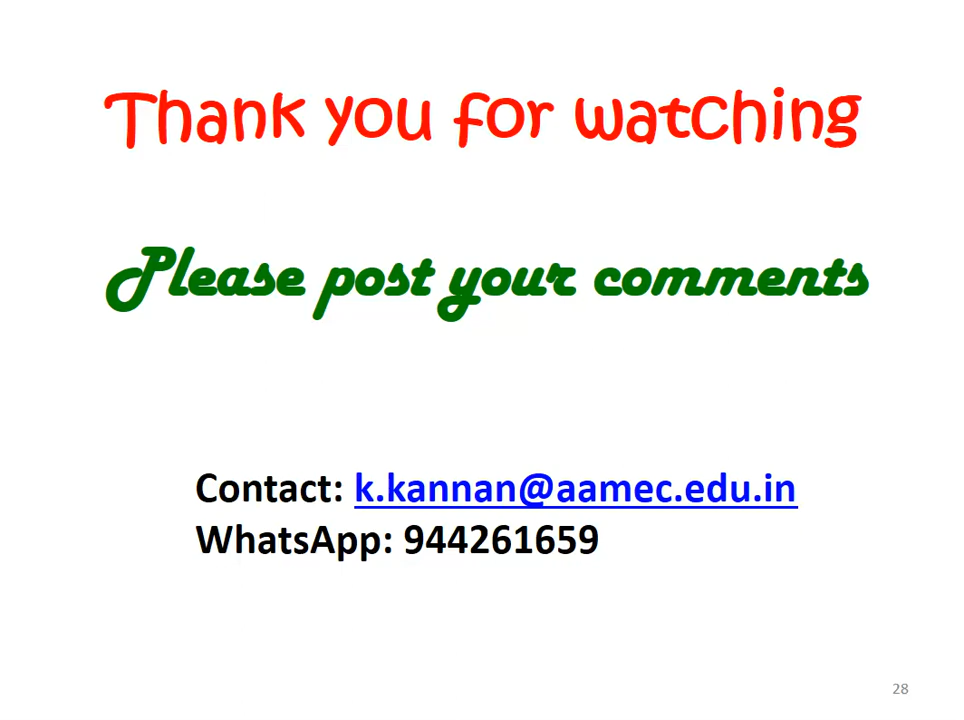 Thank you for watching
Please post your comments
Contact: k.kannan@aamec.edu.in
WhatsApp: 944261659
28